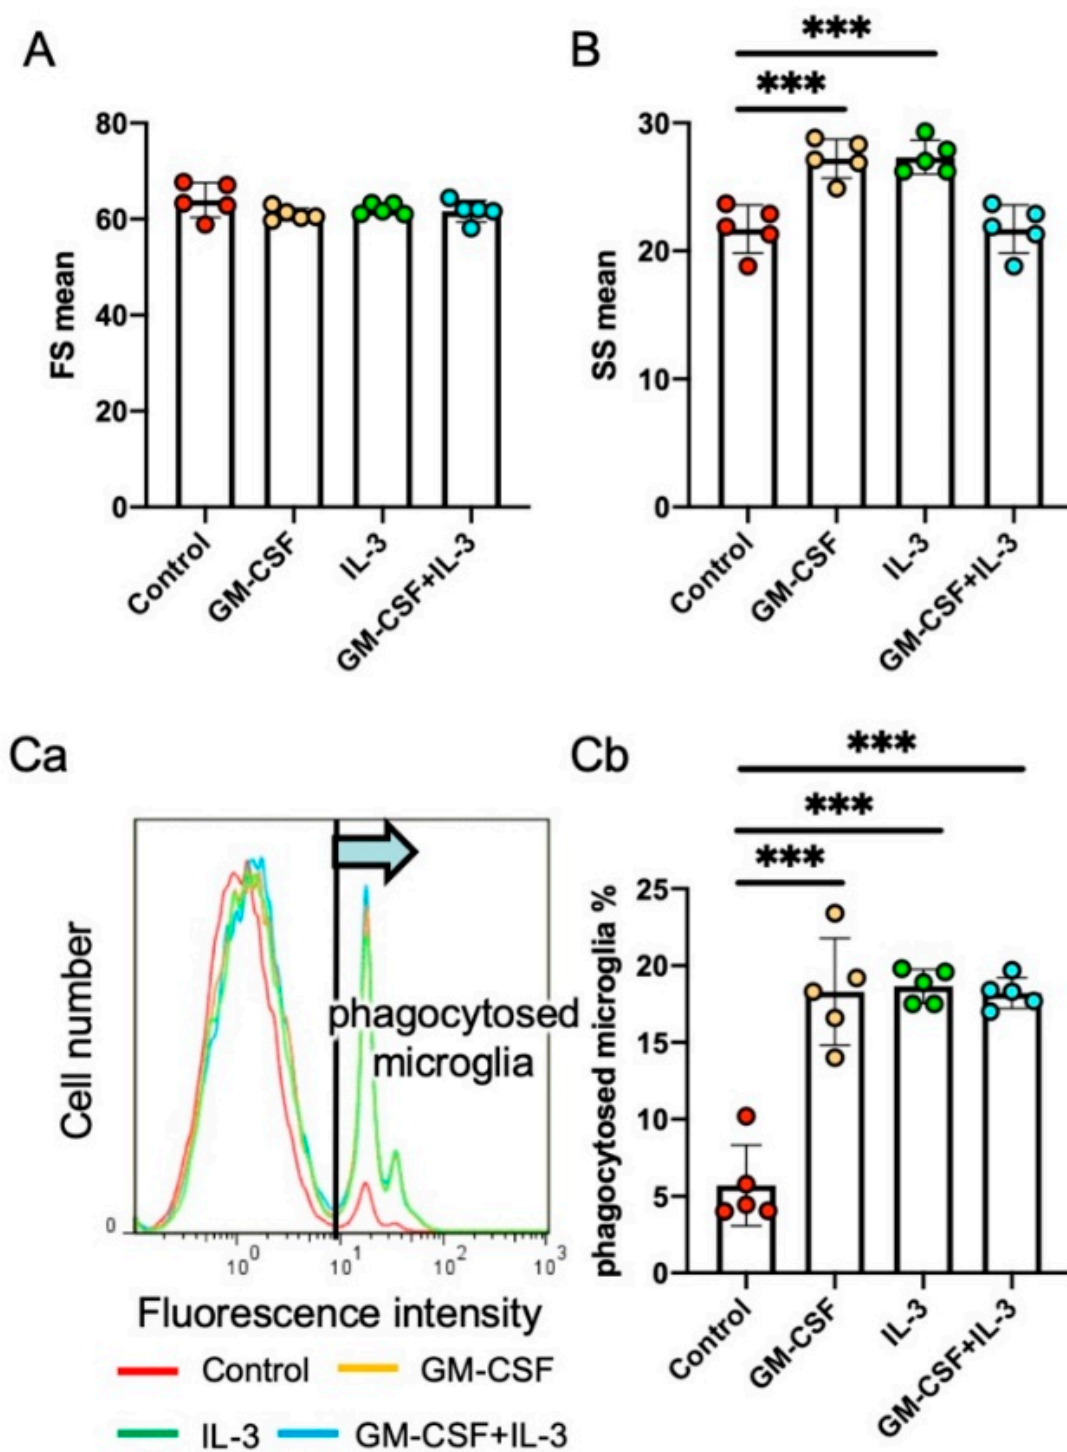 A
FS mean
80
60
40
20
0
Control
GM-CSF
IL-3
GM-CSF+IL-3
B
***
***
SS mean
30
20
10
0
Control
GM-CSF
IL-3
GM-CSF+IL-3
Ca
Cell number
phagocytosed
microglia
0
10⁰
10¹
10²
10³
Fluorescence intensity
Control
GM-CSF
IL-3
GM-CSF+IL-3
Cb
***
***
***
phagocytosed microglia %
25
20
15
10
5
0
Control
GM-CSF
IL-3
GM-CSF+IL-3